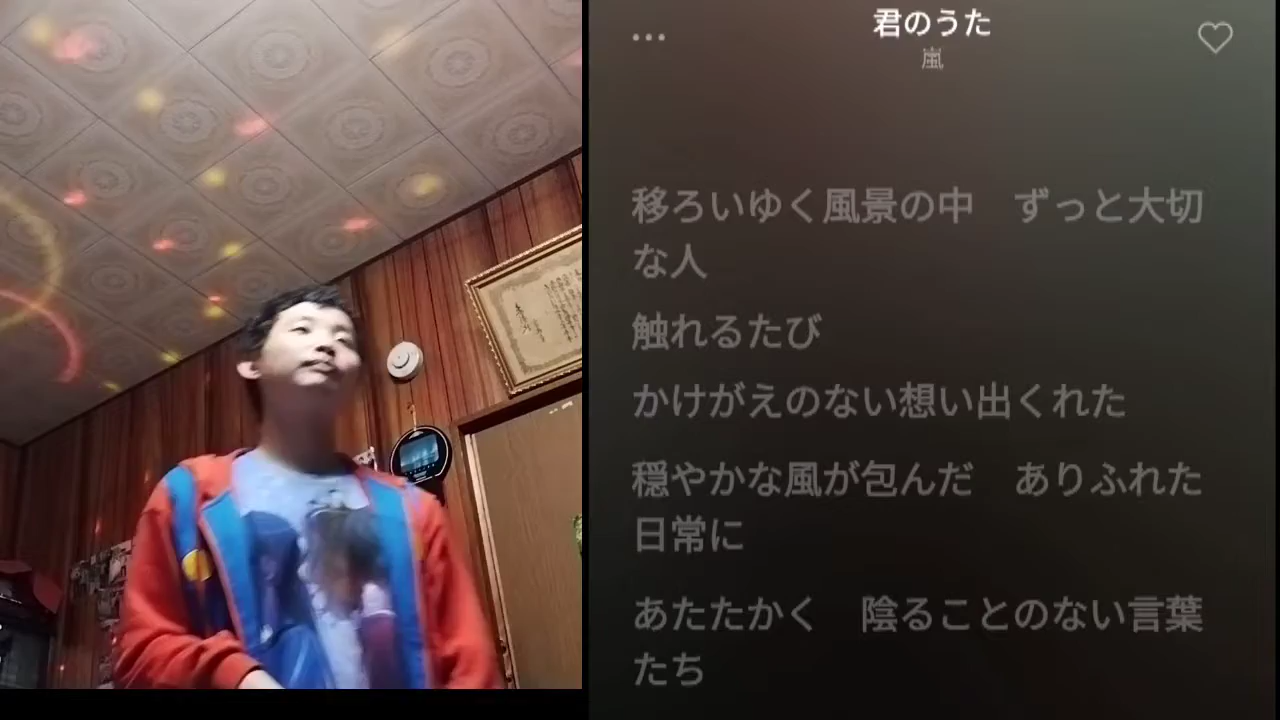 君のうた
嵐
移ろいゆく風景の中　ずっと大切
な人
触れるたび
かけがえのない想い出くれた
穏やかな風が包んだ　ありふれた
日常に
あたたかく　陰ることのない言葉
たち